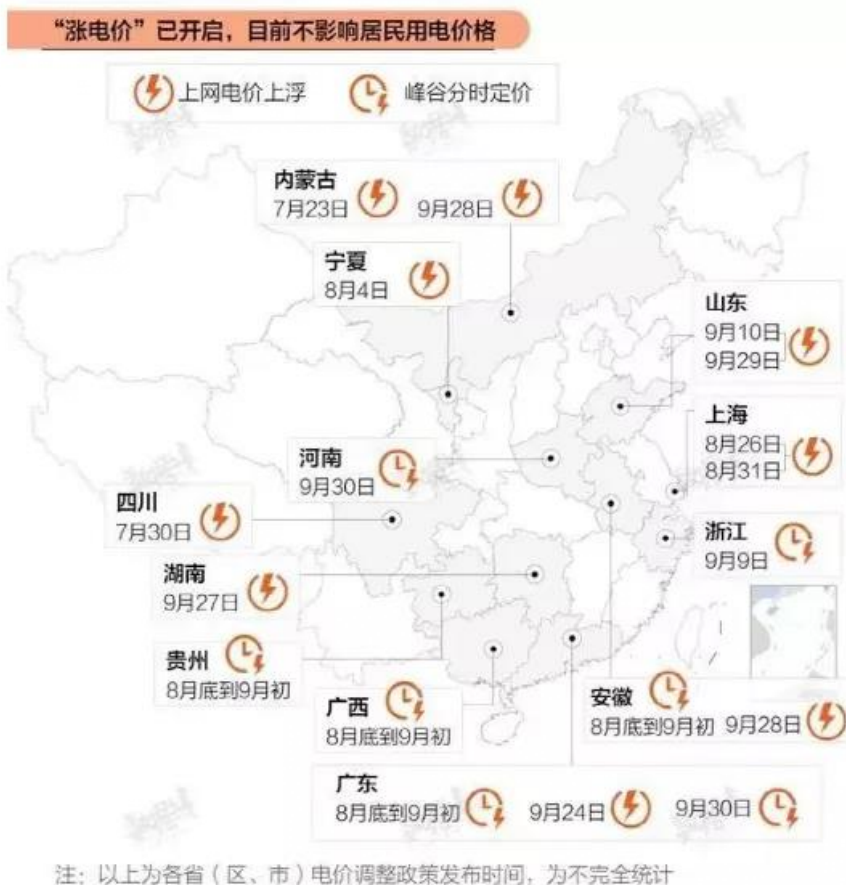 “涨电价”已开启，目前不影响居民用电价格
上网电价上浮 峰谷分时定价
内蒙古
7月23日 9月28日
宁夏
8月4日
山东
9月10日
9月29日
上海
8月26日
8月31日
河南
9月30日
四川
7月30日
浙江
9月9日
湖南
9月27日
贵州
8月底到9月初
广西
8月底到9月初
安徽
8月底到9月初 9月28日
广东
8月底到9月初 9月24日 9月30日
注：以上为各省（区、市）电价调整政策发布时间，为不完全统计